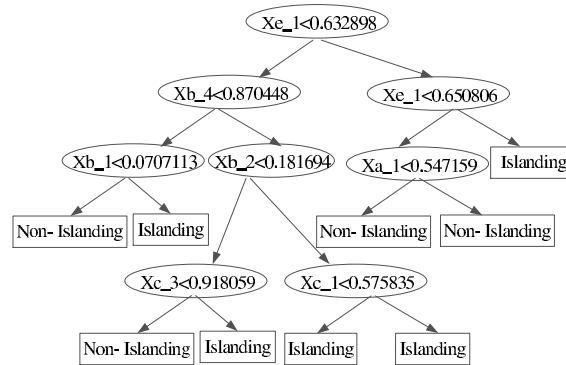 Xe_1<0.632898
Xb_4<0.870448
Xe_1<0.650806
Xb_1<0.0707113
Xb_2<0.181694
Xa_1<0.547159
Islanding
Non- Islanding
Islanding
Non- Islanding
Non- Islanding
Xc_3<0.918059
Xc_1<0.575835
Non- Islanding
Islanding
Islanding
Islanding